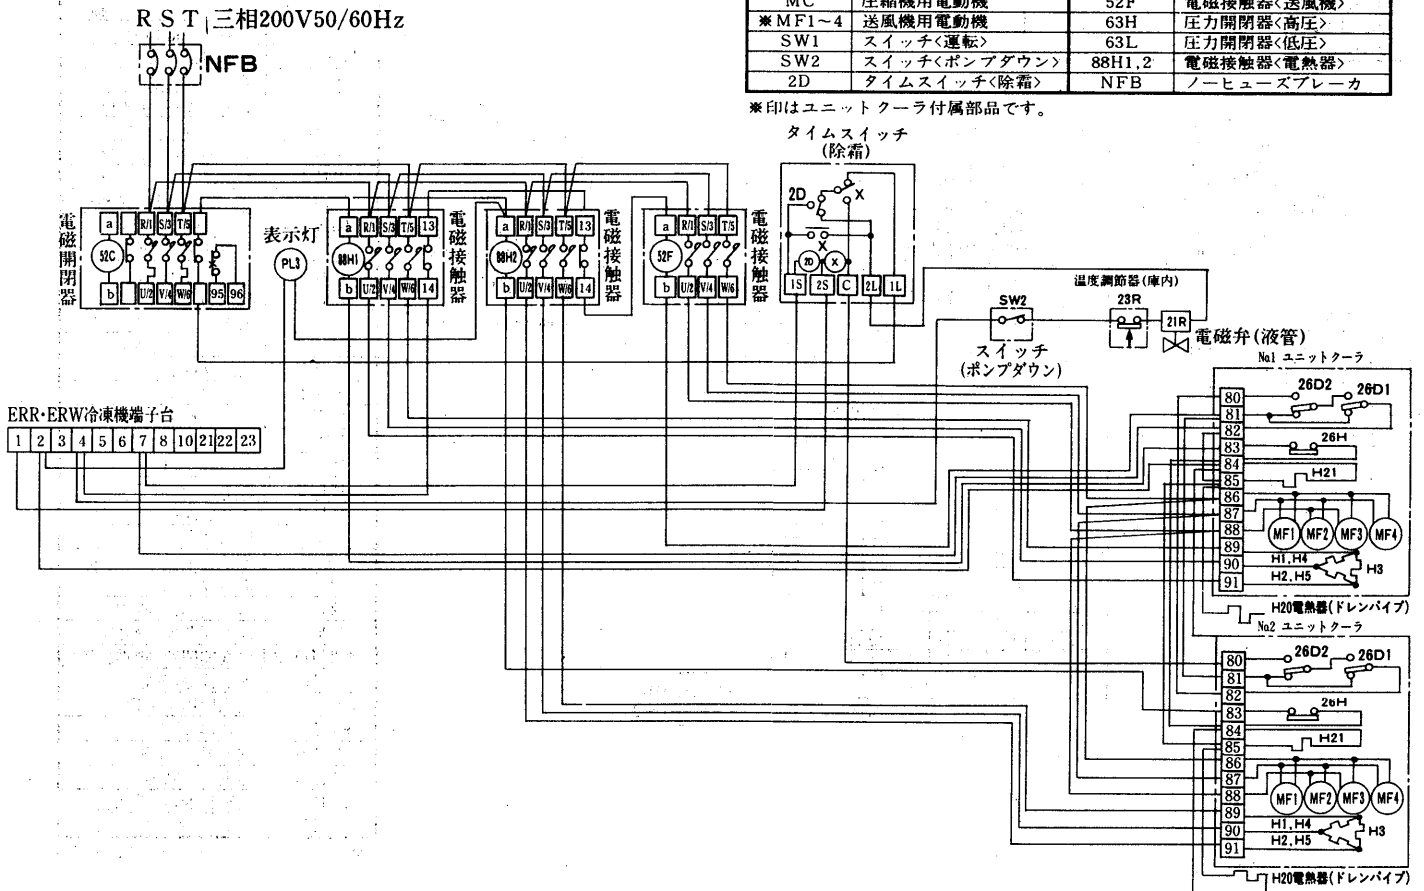 R S T 三相200V50/60Hz
NFB
MC 圧縮機用電動機 52F 電磁接触器<送風機>
※MF1~4 送風機用電動機 63H 圧力開閉器<高圧>
SW1 スイッチ<運転> 63L 圧力開閉器<低圧>
SW2 スイッチ<ポンプダウン> 88H1,2 電磁接触器<電熱器>
2D タイムスイッチ<除霜> NFB ノーヒューズブレーカ
※印はユニットクーラ付属部品です。
タイムスイッチ
(除霜)
2D X
X
2D X
1S 2S C 2L 1L
電磁開閉器
a R/1 S/3 T/5
52C
b U/2 V/4 W/6 95 96
表示灯
PL3
a R/1 S/3 T/5 13
88H1
b U/2 V/4 W/6 14
電磁接触器
a R/1 S/3 T/5 13
88H2
b U/2 V/4 W/6 14
電磁接触器
a R/1 S/3 T/5
52F
b U/2 V/4 W/6
電磁接触器
温度調節器(庫内)
SW2 23R
21R
スイッチ
(ポンプダウン)
電磁弁(液管)
ERR・ERW冷凍機端子台
1 2 3 4 5 6 7 8 10 21 22 23
No.1 ユニットクーラ
80 26D2 26D1
81
82
83 26H
84
85 H21
86
87
88 MF1 MF2 MF3 MF4
89
90 H1,H4 H3
91 H2,H5
H20電熱器(ドレンパイプ)
No.2 ユニットクーラ
80 26D2 26D1
81
82
83 26H
84
85 H21
86
87
88 MF1 MF2 MF3 MF4
89
90 H1,H4 H3
91 H2,H5
H20電熱器(ドレンパイプ)